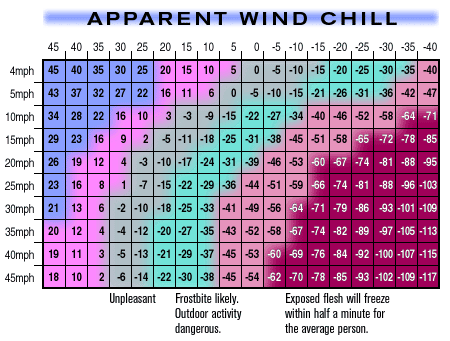 APPARENT WIND CHILL
45 40 35 30 25 20 15 10 5 0 -5 -10 -15 -20 -25 -30 -35 -40
4mph 45 40 35 30 25 20 15 10 5 0 -5 -10 -15 -20 -25 -30 -35 -40
5mph 43 37 32 27 22 16 11 6 0 -5 -10 -15 -21 -26 -31 -36 -42 -47
10mph 34 28 22 16 10 3 -3 -9 -15 -22 -27 -34 -40 -46 -52 -58 -64 -71
15mph 29 23 16 9 2 -5 -11 -18 -25 -31 -38 -45 -51 -58 -65 -72 -78 -85
20mph 26 19 12 4 -3 -10 -17 -24 -31 -39 -46 -53 -60 -67 -74 -81 -88 -95
25mph 23 16 8 1 -7 -15 -22 -29 -36 -44 -51 -59 -66 -74 -81 -88 -96 -103
30mph 21 13 6 -2 -10 -18 -25 -33 -41 -49 -56 -64 -71 -79 -86 -93 -101 -109
35mph 20 12 4 -4 -12 -20 -27 -35 -43 -52 -58 -67 -74 -82 -89 -97 -105 -113
40mph 19 11 3 -5 -13 -21 -29 -37 -45 -53 -60 -69 -76 -84 -92 -100 -107 -115
45mph 18 10 2 -6 -14 -22 -30 -38 -45 -54 -62 -70 -78 -85 -93 -102 -109 -117
Unpleasant
Frostbite likely.
Outdoor activity
dangerous.
Exposed flesh will freeze
within half a minute for
the average person.